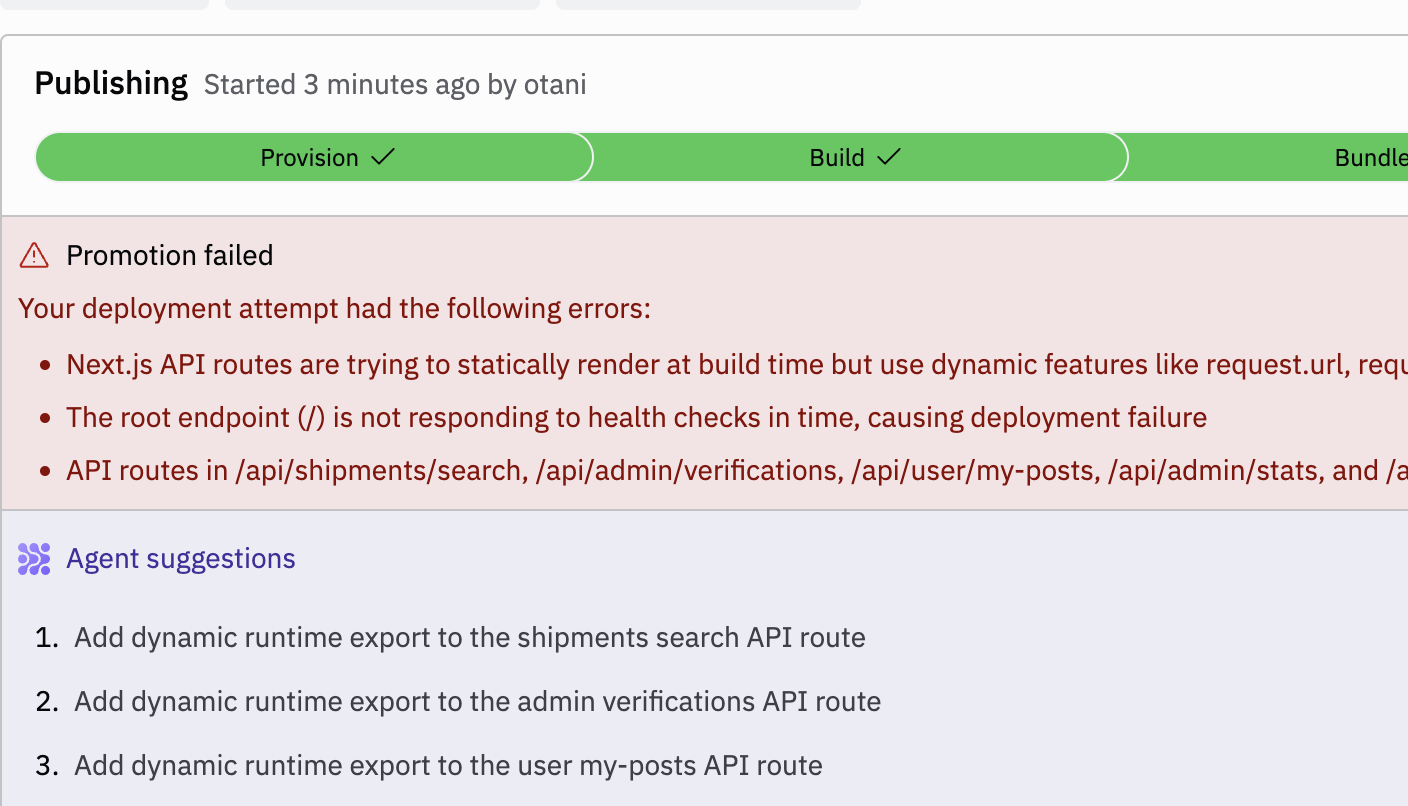 Publishing Started 3 minutes ago by otani
Provision Build Bundle
Promotion failed
Your deployment attempt had the following errors:
• Next.js API routes are trying to statically render at build time but use dynamic features like request.url,
• The root endpoint (/) is not responding to health checks in time, causing deployment failure
• API routes in /api/shipments/search, /api/admin/verifications, /api/user/my-posts, /api/admin/stats, and
Agent suggestions
1. Add dynamic runtime export to the shipments search API route
2. Add dynamic runtime export to the admin verifications API route
3. Add dynamic runtime export to the user my-posts API route